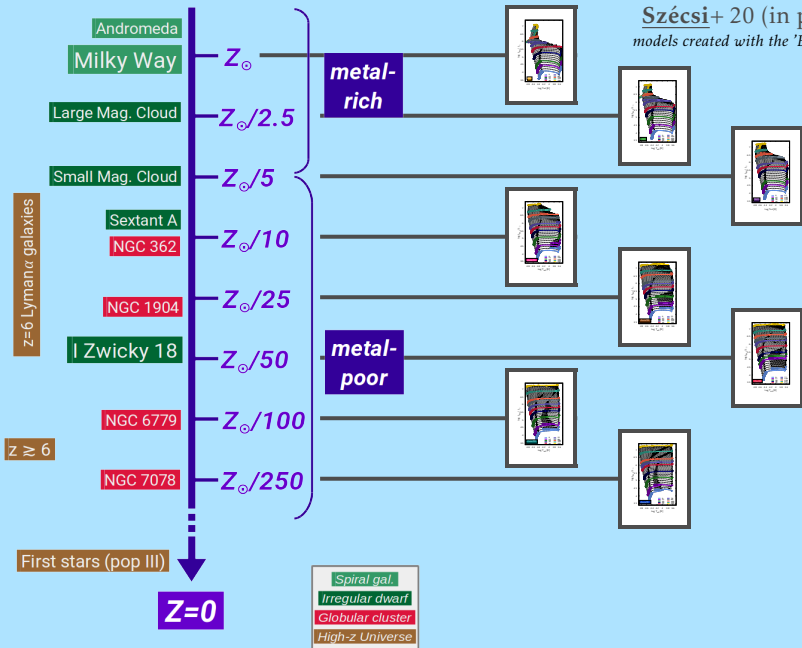 Szécsi+ 20 (in
models created with the
Andromeda
Milky Way
Z☉
metal-
rich
Large Mag. Cloud
Z☉/2.5
Small Mag. Cloud
Z☉/5
z=6 Lymanα galaxies
Sextant A
NGC 362
Z☉/10
NGC 1904
Z☉/25
I Zwicky 18
Z☉/50
metal-
poor
NGC 6779
Z☉/100
z ≳ 6
NGC 7078
Z☉/250
First stars (pop III)
Z=0
Spiral gal.
Irregular dwarf
Globular cluster
High-z Universe